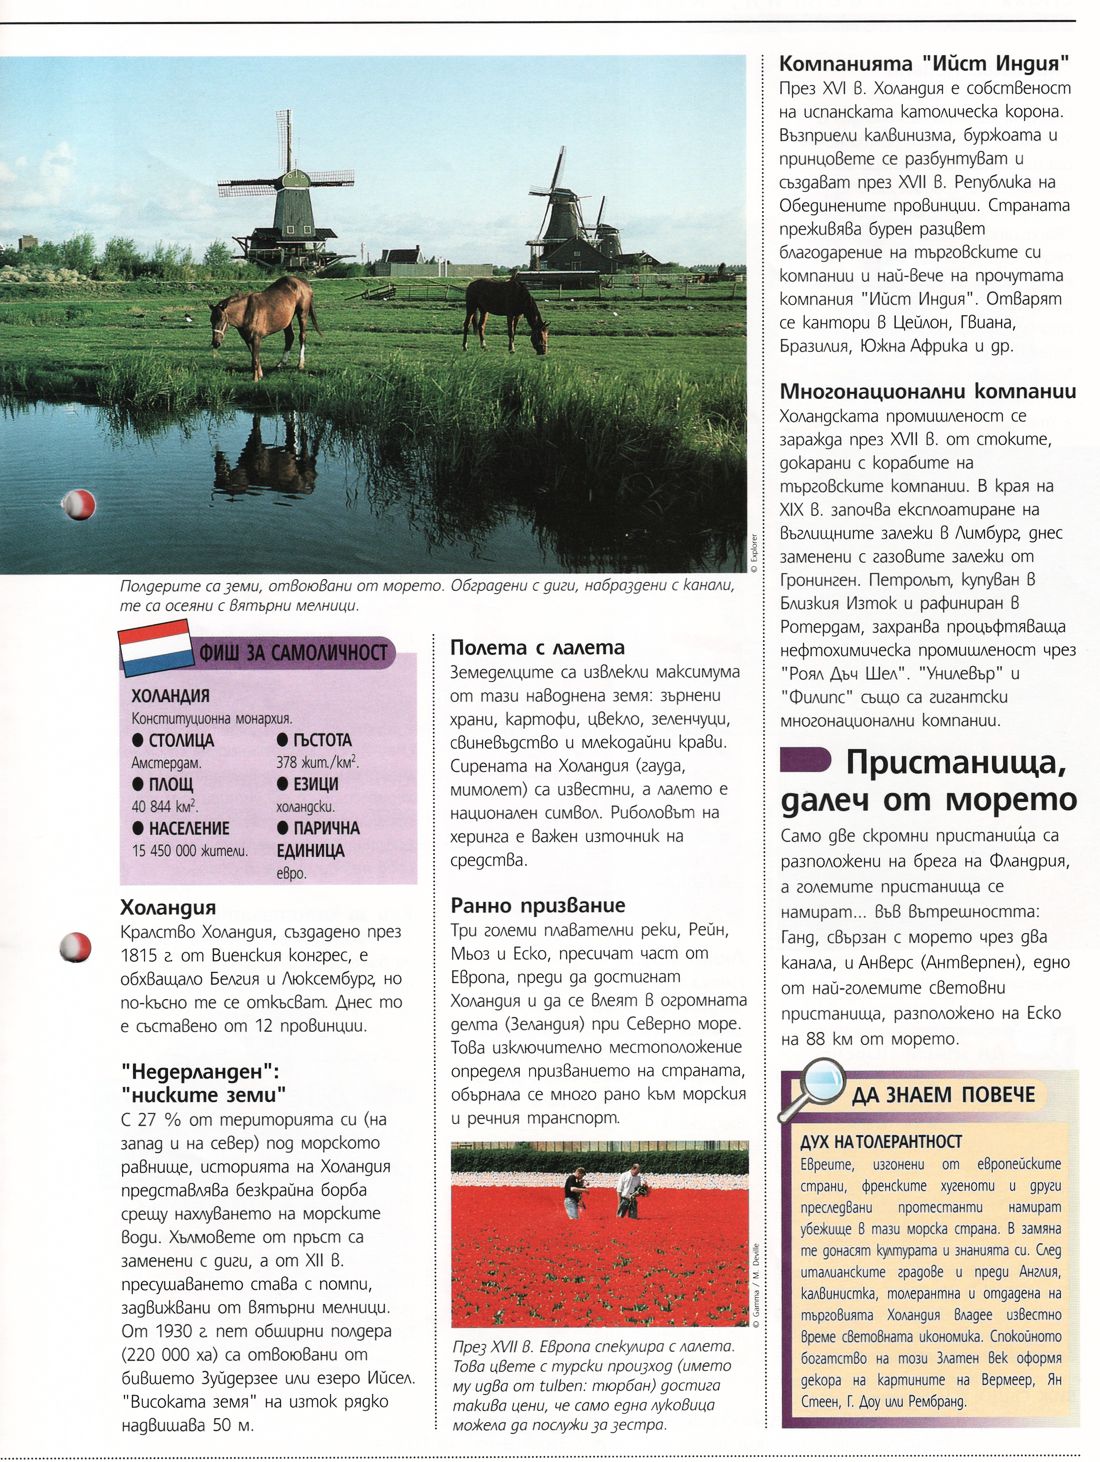 © Explorer
Полдерите са земи, отвоювани от морето. Обградени с диги, набраздени с канали,
те са осеяни с вятърни мелници.
ФИШ ЗА САМОЛИЧНОСТ
ХОЛАНДИЯ
Конституционна монархия.
● СТОЛИЦА
Амстердам.
● ПЛОЩ
40 844 км².
● НАСЕЛЕНИЕ
15 450 000 жители.
● ГЪСТОТА
378 жит./км².
● ЕЗИЦИ
холандски.
● ПАРИЧНА
ЕДИНИЦА
евро.
Холандия
Кралство Холандия, създадено през
1815 г. от Виенския конгрес, е
обхващало Белгия и Люксембург, но
по-късно те се откъсват. Днес то
е съставено от 12 провинции.
"Недерланден":
"ниските земи"
С 27 % от територията си (на
запад и на север) под морското
равнище, историята на Холандия
представлява безкрайна борба
срещу нахлуването на морските
води. Хълмовете от пръст са
заменени с диги, а от XII в.
пресушаването става с помпи,
задвижвани от вятърни мелници.
От 1930 г. пет обширни полдера
(220 000 ха) са отвоювани от
бившето Зуйдерзее или езеро Ийсел.
"Високата земя" на изток рядко
надвишава 50 м.
Полета с лалета
Земеделците са извлекли максимума
от тази наводнена земя: зърнени
храни, картофи, цвекло, зеленчуци,
свиневъдство и млекодайни крави.
Сирената на Холандия (гауда,
мимолет) са известни, а лалето е
национален символ. Риболовът на
херинга е важен източник на
средства.
Ранно призвание
Три големи плавателни реки, Рейн,
Мьоз и Еско, пресичат част от
Европа, преди да достигнат
Холандия и да се влеят в огромната
делта (Зеландия) при Северно море.
Това изключително местоположение
определя призванието на страната,
обърнала се много рано към морския
и речния транспорт.
© Gamma / M. Deville
През XVII в. Европа спекулира с лалета.
Това цвете с турски произход (името
му идва от tulben: тюрбан) достига
такива цени, че само една луковица
можела да послужи за зестра.
Компанията "Ийст Индия"
През XVI в. Холандия е собственост
на испанската католическа корона.
Възприели калвинизма, буржоата и
принцовете се разбунтуват и
създават през XVII в. Република на
Обединените провинции. Страната
преживява бурен разцвет
благодарение на търговските си
компании и най-вече на прочутата
компания "Ийст Индия". Отварят
се кантори в Цейлон, Гвиана,
Бразилия, Южна Африка и др.
Многонационални компании
Холандската промишленост се
заражда през XVII в. от стоките,
докарани с корабите на
търговските компании. В края на
XIX в. започва експлоатиране на
въглищните залежи в Лимбург, днес
заменени с газовите залежи от
Гронинген. Петролът, купуван в
Близкия Изток и рафиниран в
Ротердам, захранва процъфтяваща
нефтохимическа промишленост чрез
"Роял Дъч Шел". "Унилевър" и
"Филипс" също са гигантски
многонационални компании.
Пристанища,
далеч от морето
Само две скромни пристанища са
разположени на брега на Фландрия,
а големите пристанища се
намират... във вътрешността:
Ганд, свързан с морето чрез два
канала, и Анверс (Антверпен), едно
от най-големите световни
пристанища, разположено на Еско
на 88 км от морето.
ДА ЗНАЕМ ПОВЕЧЕ
ДУХ НА ТОЛЕРАНТНОСТ
Евреите, изгонени от европейските
страни, френските хугеноти и други
преследвани протестанти намират
убежище в тази морска страна. В замяна
те донасят културата и знанията си. След
италианските градове и преди Англия,
калвинистка, толерантна и отдадена на
търговията Холандия владее известно
време световната икономика. Спокойното
богатство на този Златен век оформя
декора на картините на Вермеер, Ян
Стеен, Г. Доу или Рембранд.